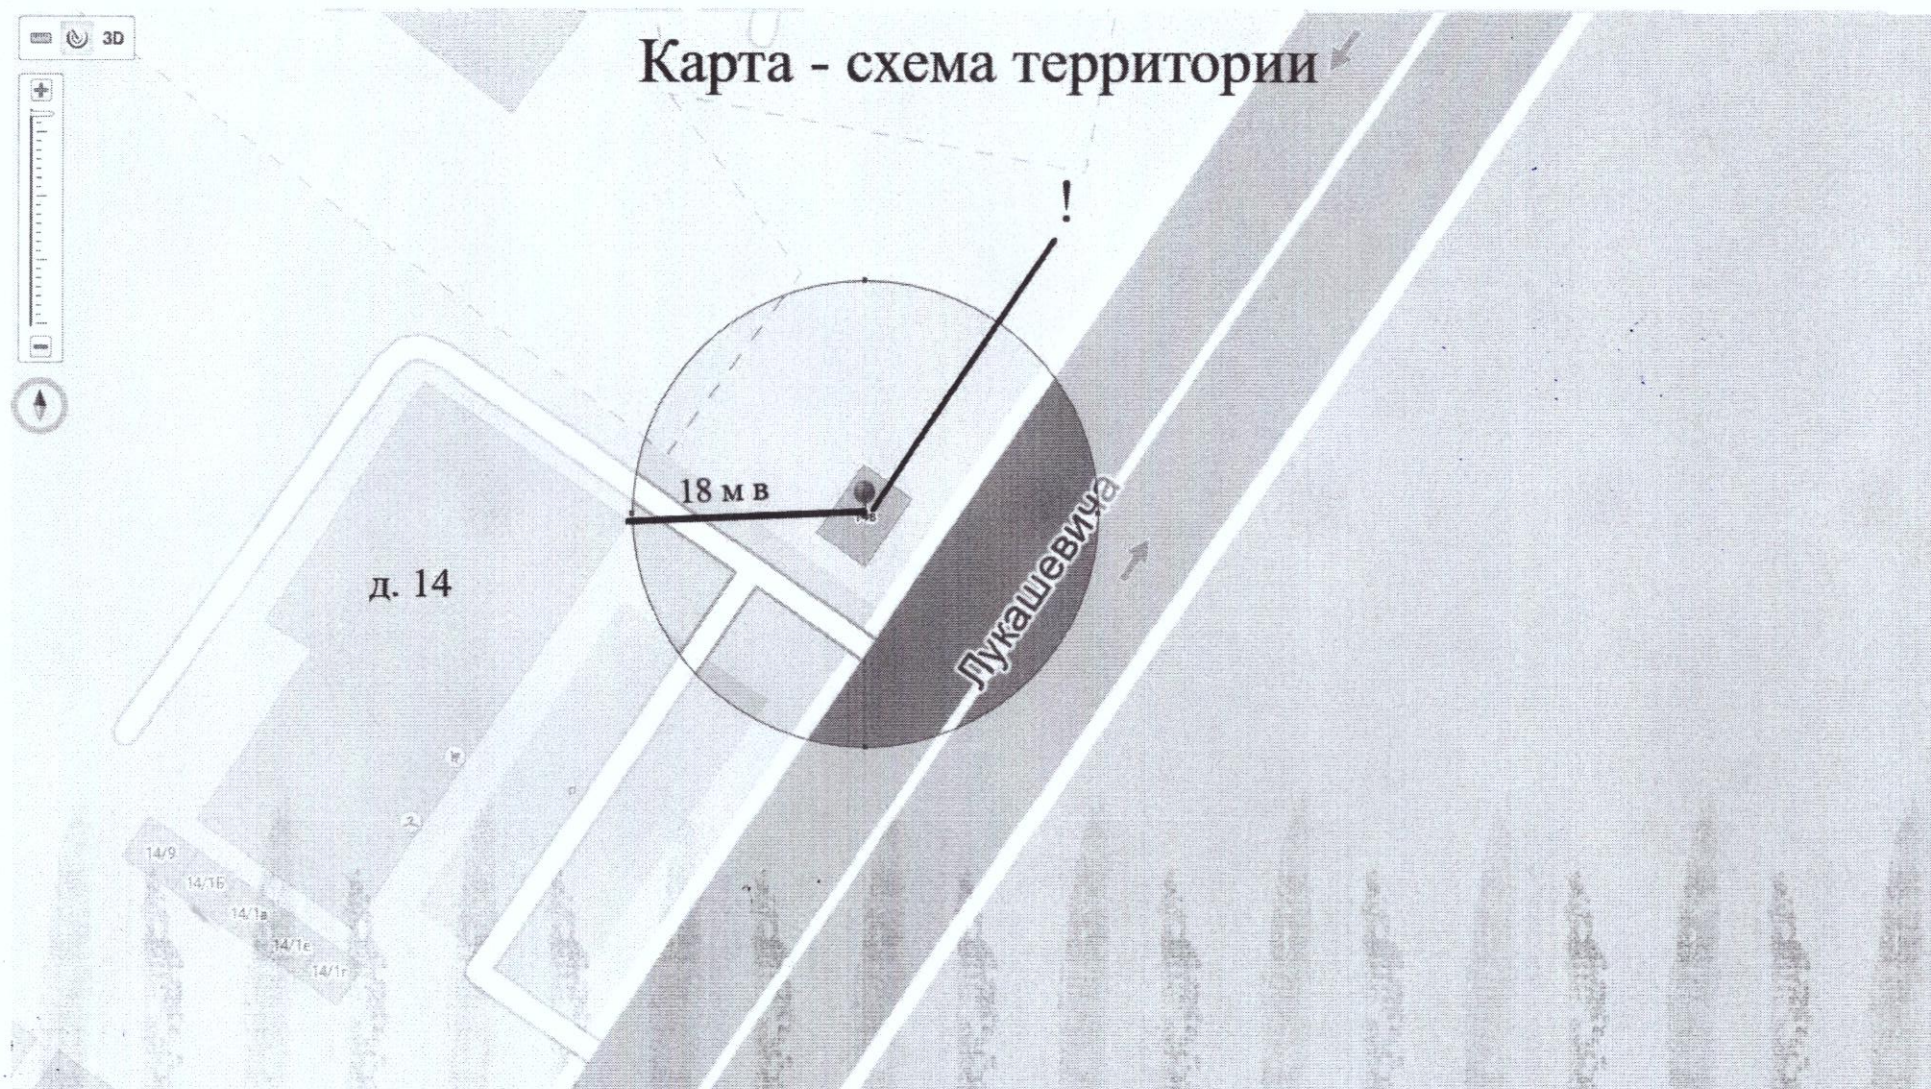 3D
Карта - схема территории
!
18 м в
д. 14
Лукашевича
14/9
14/1Б
14/1а
14/1е
14/1г